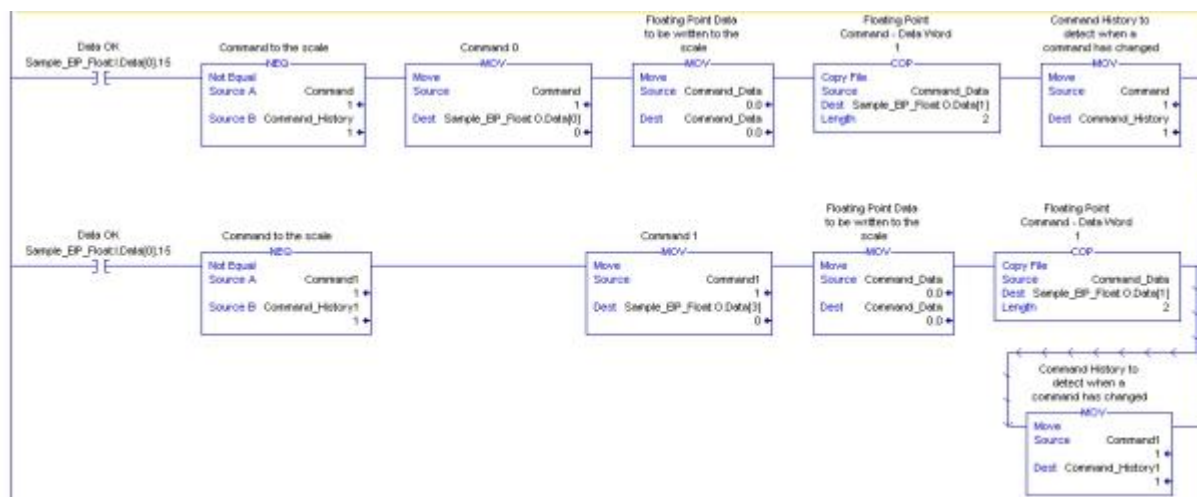 Data OK
Sample_EIP_Float:I.Data[0].15
Command to the scale
NEQ
Not Equal
Source A Command
1
Source B Command_History
1
Command 0
MOV
Move
Source Command
1
Dest Sample_EIP_Float:O.Data[0]
0
Floating Point Data
to be written to the
scale
MOV
Move
Source Command_Data
0.0
Dest Command_Data
0.0
Floating Point
Command - Data Word
1
COP
Copy File
Source Command_Data
Dest Sample_EIP_Float:O.Data[1]
Length 2
Command History to
detect when a
command has changed
MOV
Move
Source Command
1
Dest Command_History
1
Data OK
Sample_EIP_Float:I.Data[0].15
Command to the scale
NEQ
Not Equal
Source A Command1
1
Source B Command_History1
1
Command 1
MOV
Move
Source Command1
1
Dest Sample_EIP_Float:O.Data[3]
0
Floating Point Data
to be written to the
scale
MOV
Move
Source Command_Data
0.0
Dest Command_Data
0.0
Floating Point
Command - Data Word
1
COP
Copy File
Source Command_Data
Dest Sample_EIP_Float:O.Data[1]
Length 2
Command History to
detect when a
command has changed
MOV
Move
Source Command1
1
Dest Command_History1
1